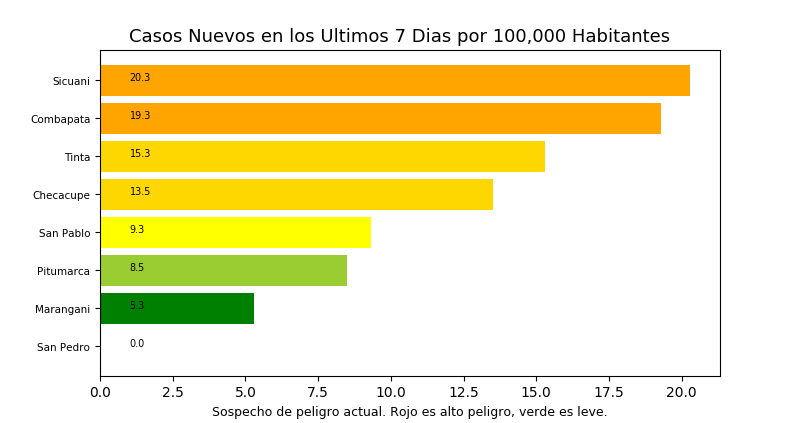 Casos Nuevos en los Ultimos 7 Dias por 100,000 Habitantes
Sicuani 20.3
Combapata 19.3
Tinta 15.3
Checacupe 13.5
San Pablo 9.3
Pitumarca 8.5
Marangani 5.3
San Pedro 0.0
0.0 2.5 5.0 7.5 10.0 12.5 15.0 17.5 20.0
Sospecho de peligro actual. Rojo es alto peligro, verde es leve.